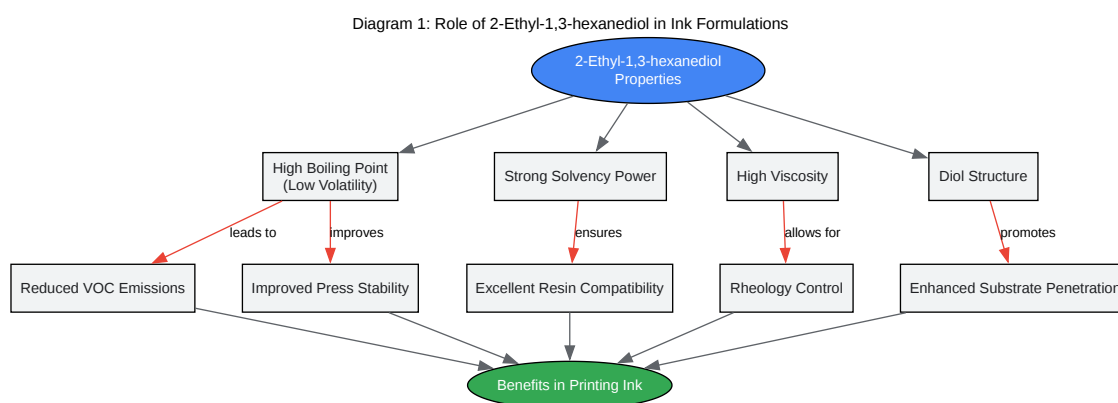 Diagram 1: Role of 2-Ethyl-1,3-hexanediol in Ink Formulations
2-Ethyl-1,3-hexanediol
Properties
High Boiling Point
(Low Volatility)
Strong Solvency Power
High Viscosity
Diol Structure
leads to
improves
ensures
allows for
promotes
Reduced VOC Emissions
Improved Press Stability
Excellent Resin Compatibility
Rheology Control
Enhanced Substrate Penetration
Benefits in Printing Ink